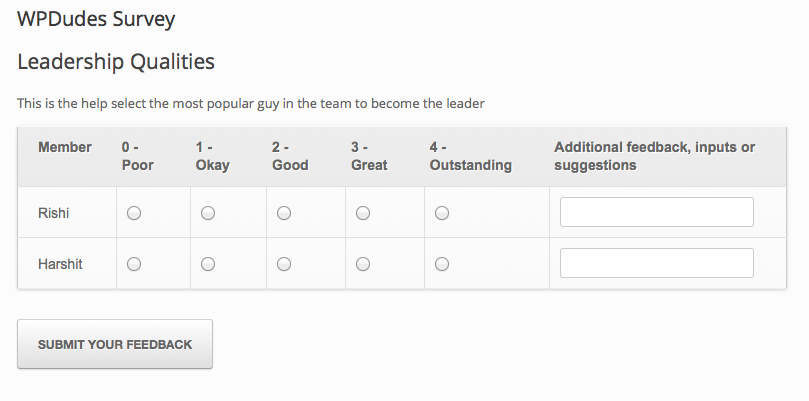 WPDudes Survey
Leadership Qualities
This is the help select the most popular guy in the team to become the leader
Member 0 - Poor 1 - Okay 2 - Good 3 - Great 4 - Outstanding Additional feedback, inputs or suggestions
Rishi
Harshit
SUBMIT YOUR FEEDBACK